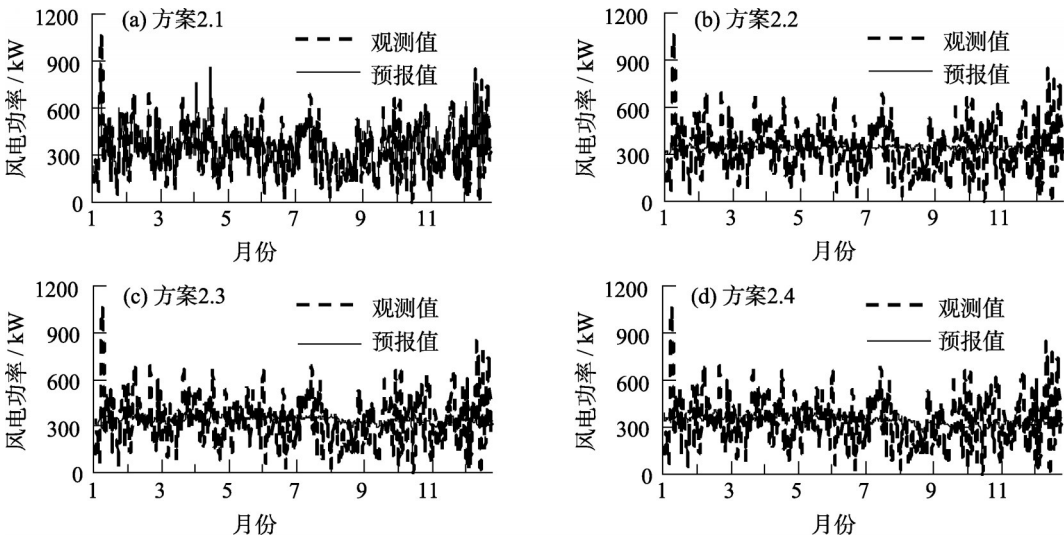 (a) 方案2.1
观测值
预报值
风电功率 / kW
1200
900
600
300
0
1 3 5 7 9 11
月份
(b) 方案2.2
观测值
预报值
风电功率 / kW
1200
900
600
300
0
1 3 5 7 9 11
月份
(c) 方案2.3
观测值
预报值
风电功率 / kW
1200
900
600
300
0
1 3 5 7 9 11
月份
(d) 方案2.4
观测值
预报值
风电功率 / kW
1200
900
600
300
0
1 3 5 7 9 11
月份